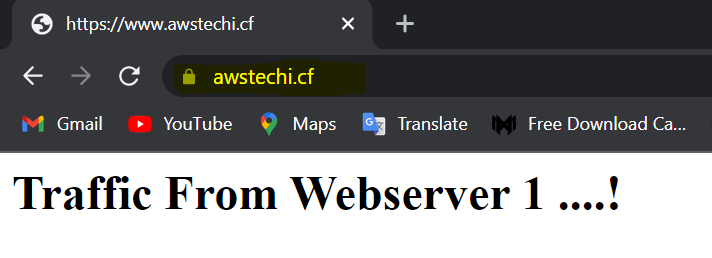 https://www.awstechi.cf
awstechi.cf
Gmail YouTube Maps Translate Free Download Ca...
Traffic From Webserver 1 ....!